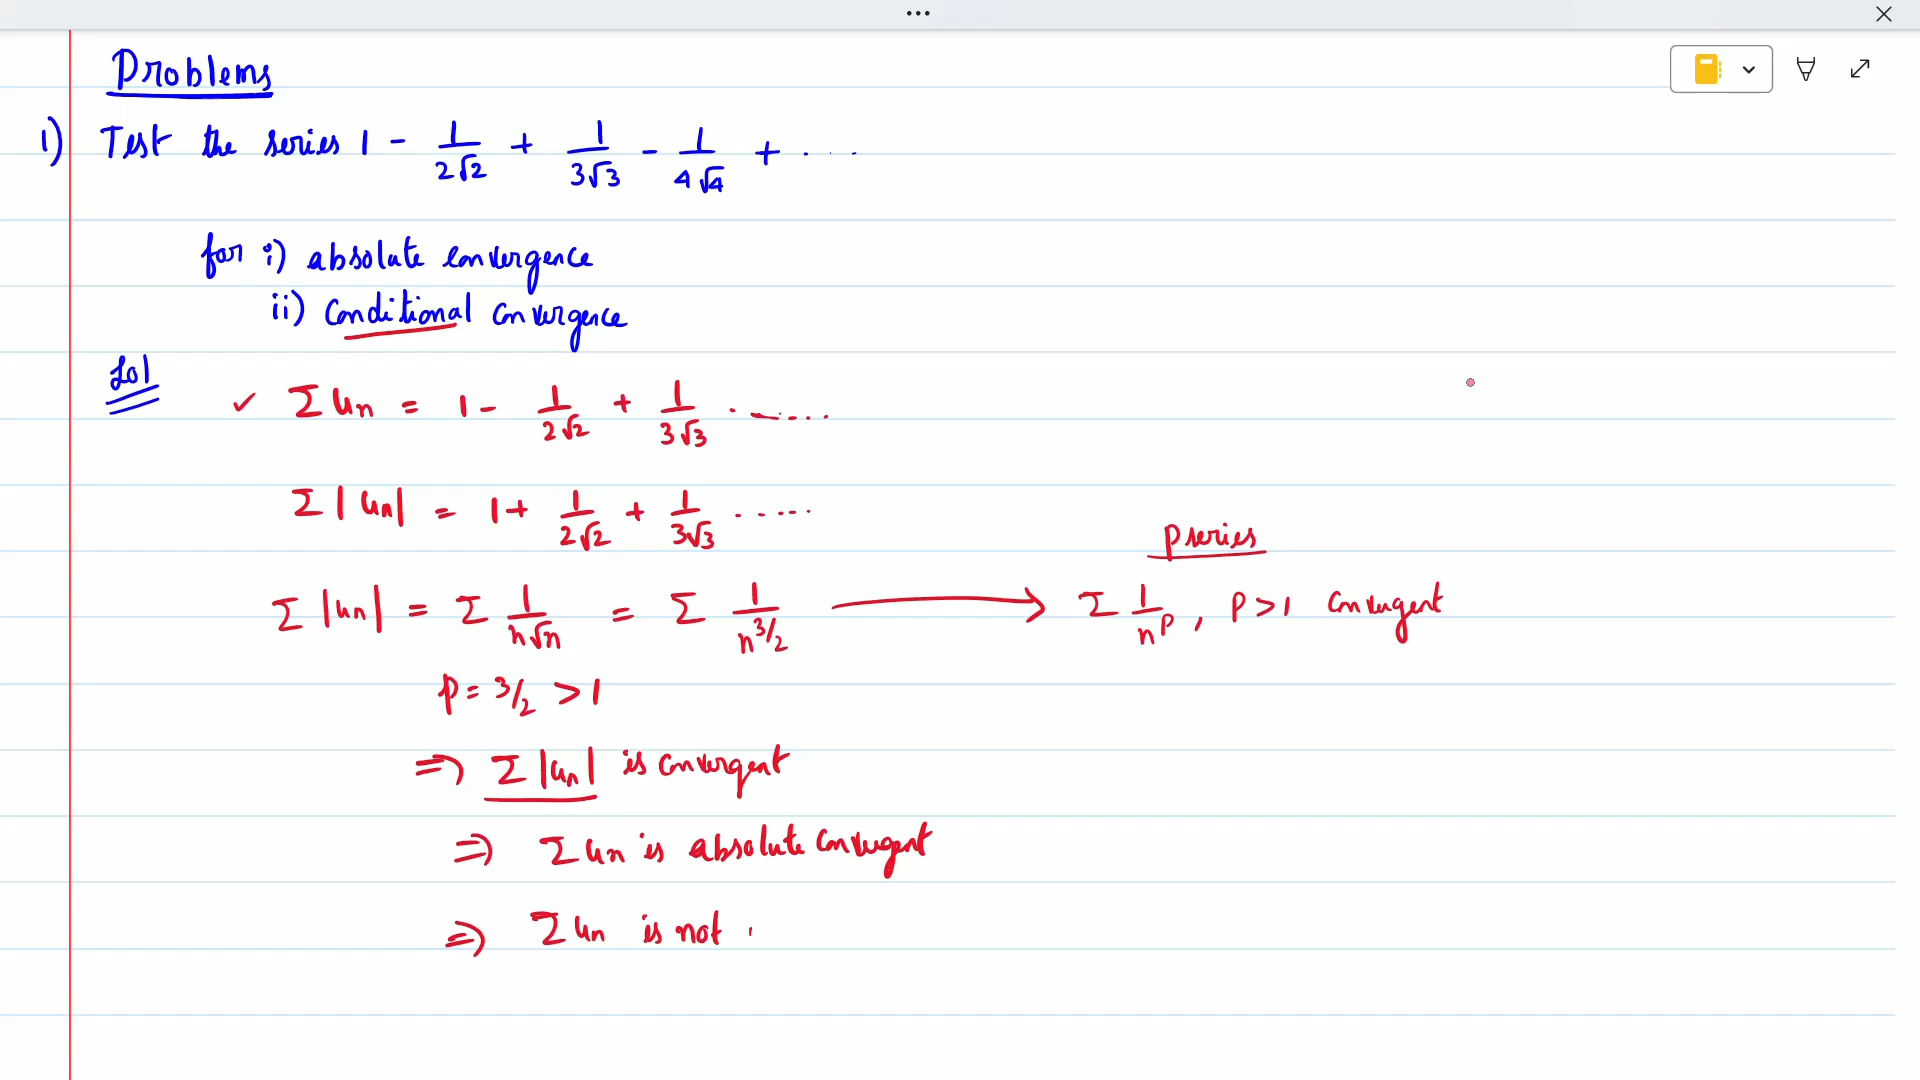 Problems
1) Test the series 1 - 1/2√2 + 1/3√3 - 1/4√4 + .....
for i) absolute convergence
ii) Conditional Convergence
Sol
✓ Σ un = 1 - 1/2√2 + 1/3√3 .......
Σ |un| = 1 + 1/2√2 + 1/3√3 ......
P series
Σ |un| = Σ 1/n√n = Σ 1/n^3/2 → Σ 1/n^p, P > 1 Convergent
p = 3/2 > 1
⇒ Σ |un| is convergent
⇒ Σ un is absolute Convergent
⇒ Σ un is not